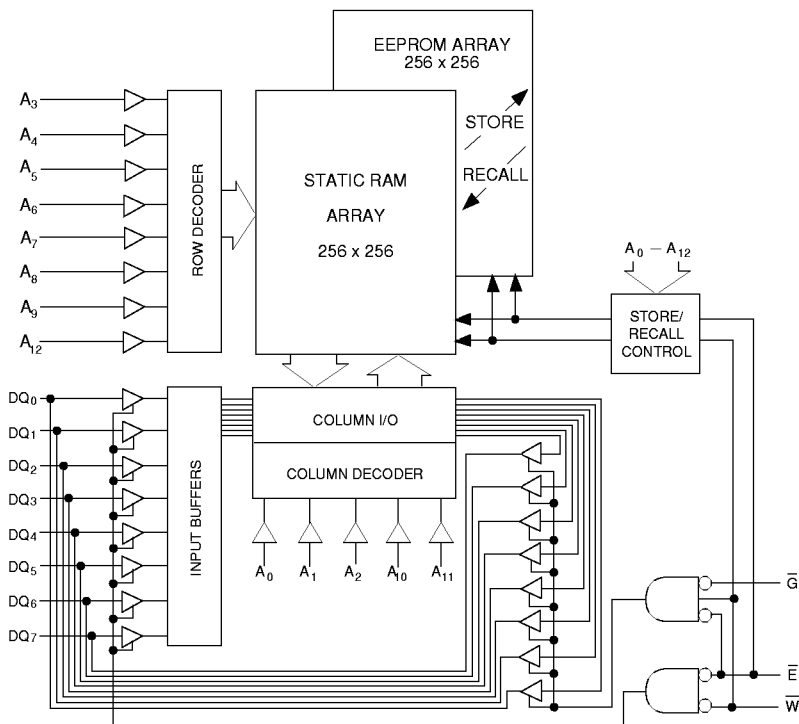 EEPROM ARRAY
256 x 256
STORE
RECALL
STATIC RAM
ARRAY
256 x 256
A3
A4
A5
A6
A7
A8
A9
A12
ROW DECODER
A0 – A12
STORE/
RECALL
CONTROL
DQ0
DQ1
DQ2
DQ3
DQ4
DQ5
DQ6
DQ7
INPUT BUFFERS
COLUMN I/O
COLUMN DECODER
A0 A1 A2 A10 A11
G̅
E̅
W̅